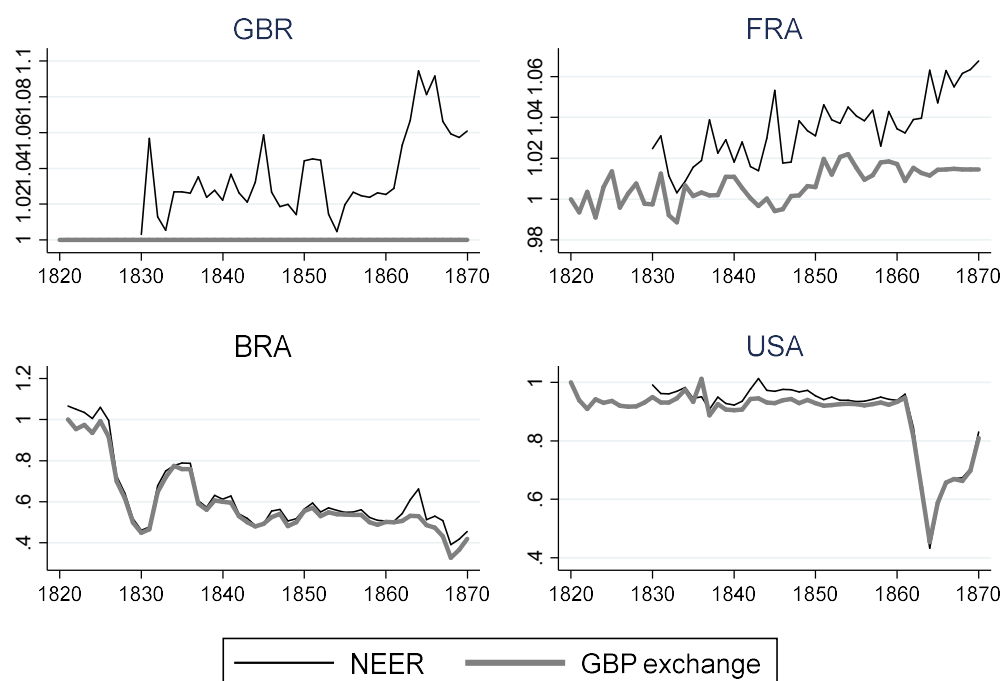 GBR
1 1.02 1.04 1.06 1.08 1.1
1820 1830 1840 1850 1860 1870
FRA
.98 1 1.02 1.04 1.06
1820 1830 1840 1850 1860 1870
BRA
.4 .6 .8 1 1.2
1820 1830 1840 1850 1860 1870
USA
.4 .6 .8 1
1820 1830 1840 1850 1860 1870
NEER GBP exchange